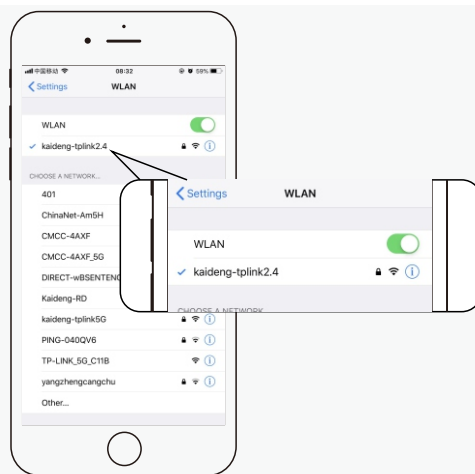 中国移动 08:32 59%
Settings WLAN
WLAN
kaideng-tplink2.4
CHOOSE A NETWORK...
401
ChinaNet-Am5H
CMCC-4AXF
CMCC-4AXF_5G
DIRECT-wBSENTENC
Kaideng-RD
kaideng-tplink5G
PING-040QV6
TP-LINK_5G_C11B
yangzhengcangchu
Other...
Settings WLAN
WLAN
kaideng-tplink2.4
CHOOSE A NETWORK